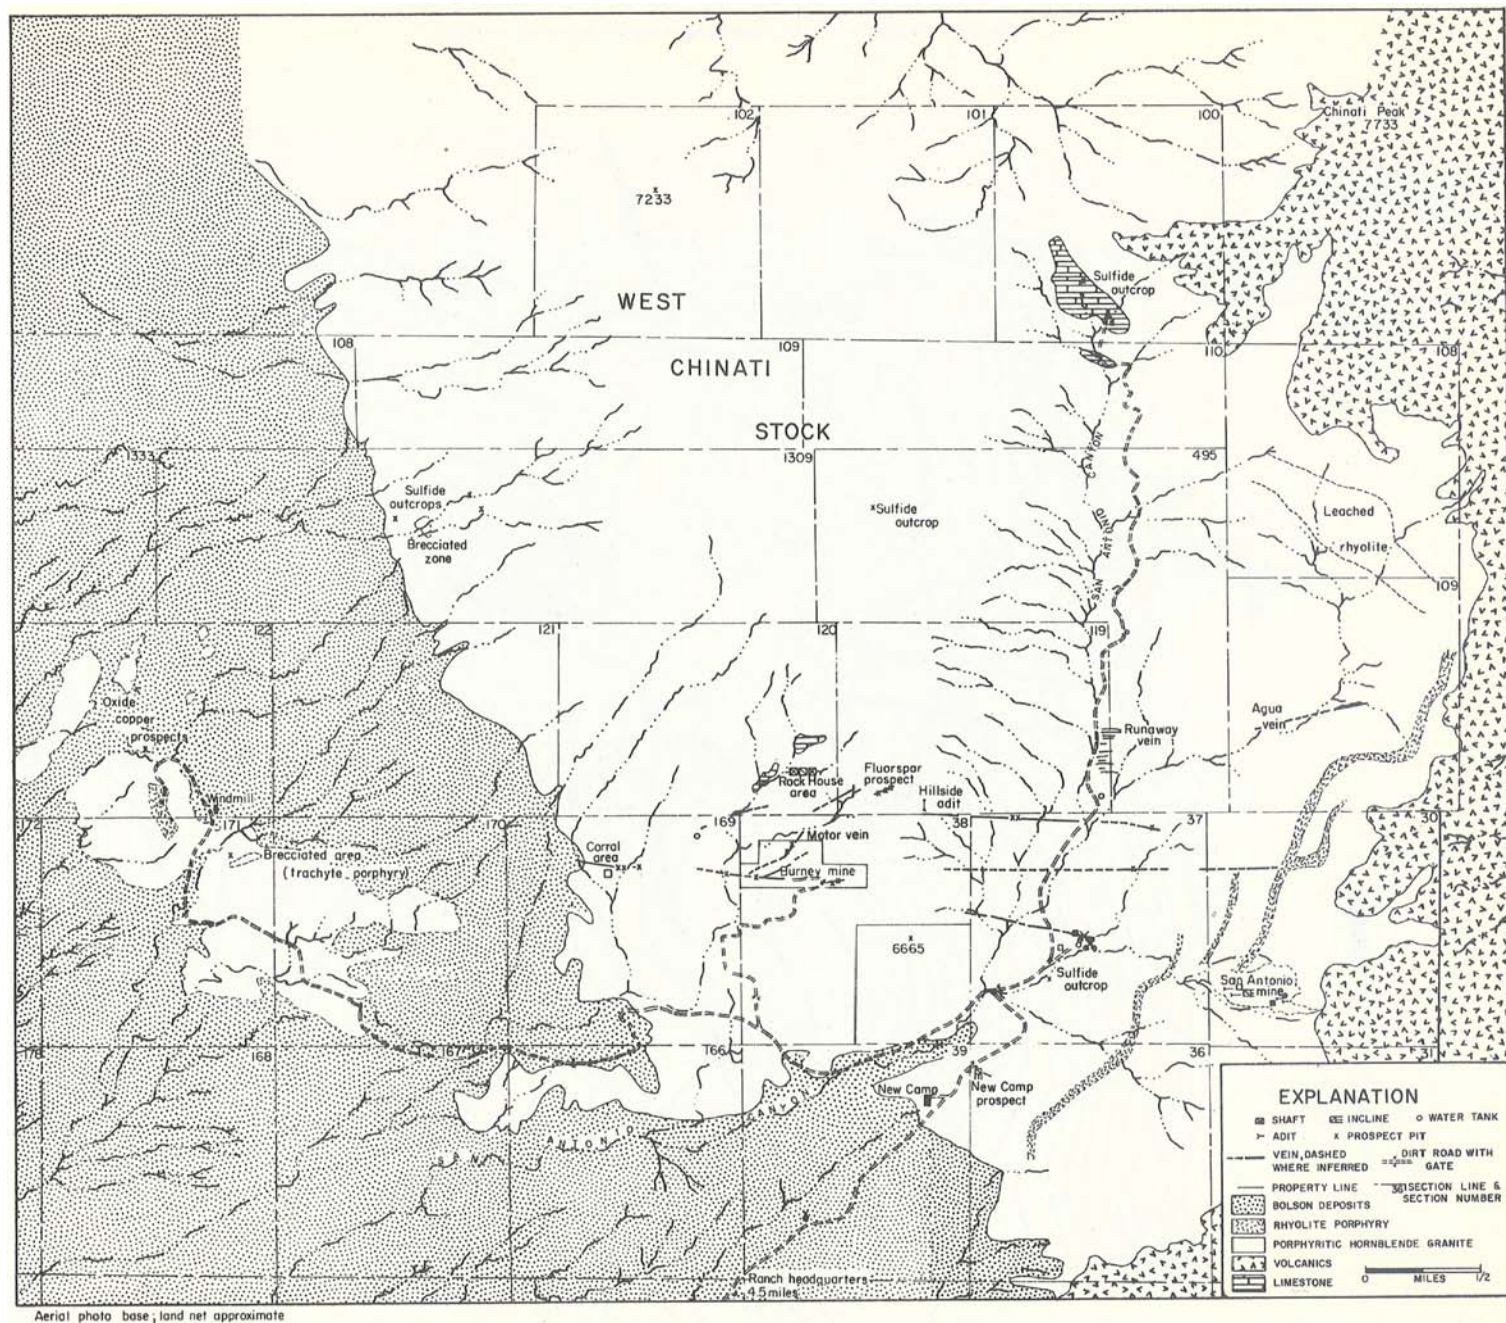 102
101
100
Chinati Peak
7733
x
7233
Sulfide
outcrop
WEST
108
109
110
108
CHINATI
STOCK
1333
1309
495
CANYON
ANTONIO
SAN
Sulfide
outcrops
Brecciated
zone
xSulfide
outcrop
Leached
rhyolite
109
122
121
120
119
Oxide
copper
prospects
Agua
vein
Runaway
vein
Fluorspar
prospect
Rock House
area
Hillside
adit
Windmill
172
171
170
169
38
37
30
Motor vein
Corral
area
Burney mine
Brecciated area
(trachyte porphyry)
x
6665
Sulfide
outcrop
San Antonio
mine
168
167
166
39
36
31
New Camp
New Camp
prospect
SAN ANTONIO CANYON
Ranch headquarters
4.5 miles
EXPLANATION
SHAFT
INCLINE
WATER TANK
ADIT
x PROSPECT PIT
VEIN, DASHED
WHERE INFERRED
DIRT ROAD WITH
GATE
PROPERTY LINE
36
SECTION LINE &
SECTION NUMBER
BOLSON DEPOSITS
RHYOLITE PORPHYRY
PORPHYRITIC HORNBLENDE GRANITE
VOLCANICS
LIMESTONE
0 MILES 1/2
Aerial photo base; land net approximate